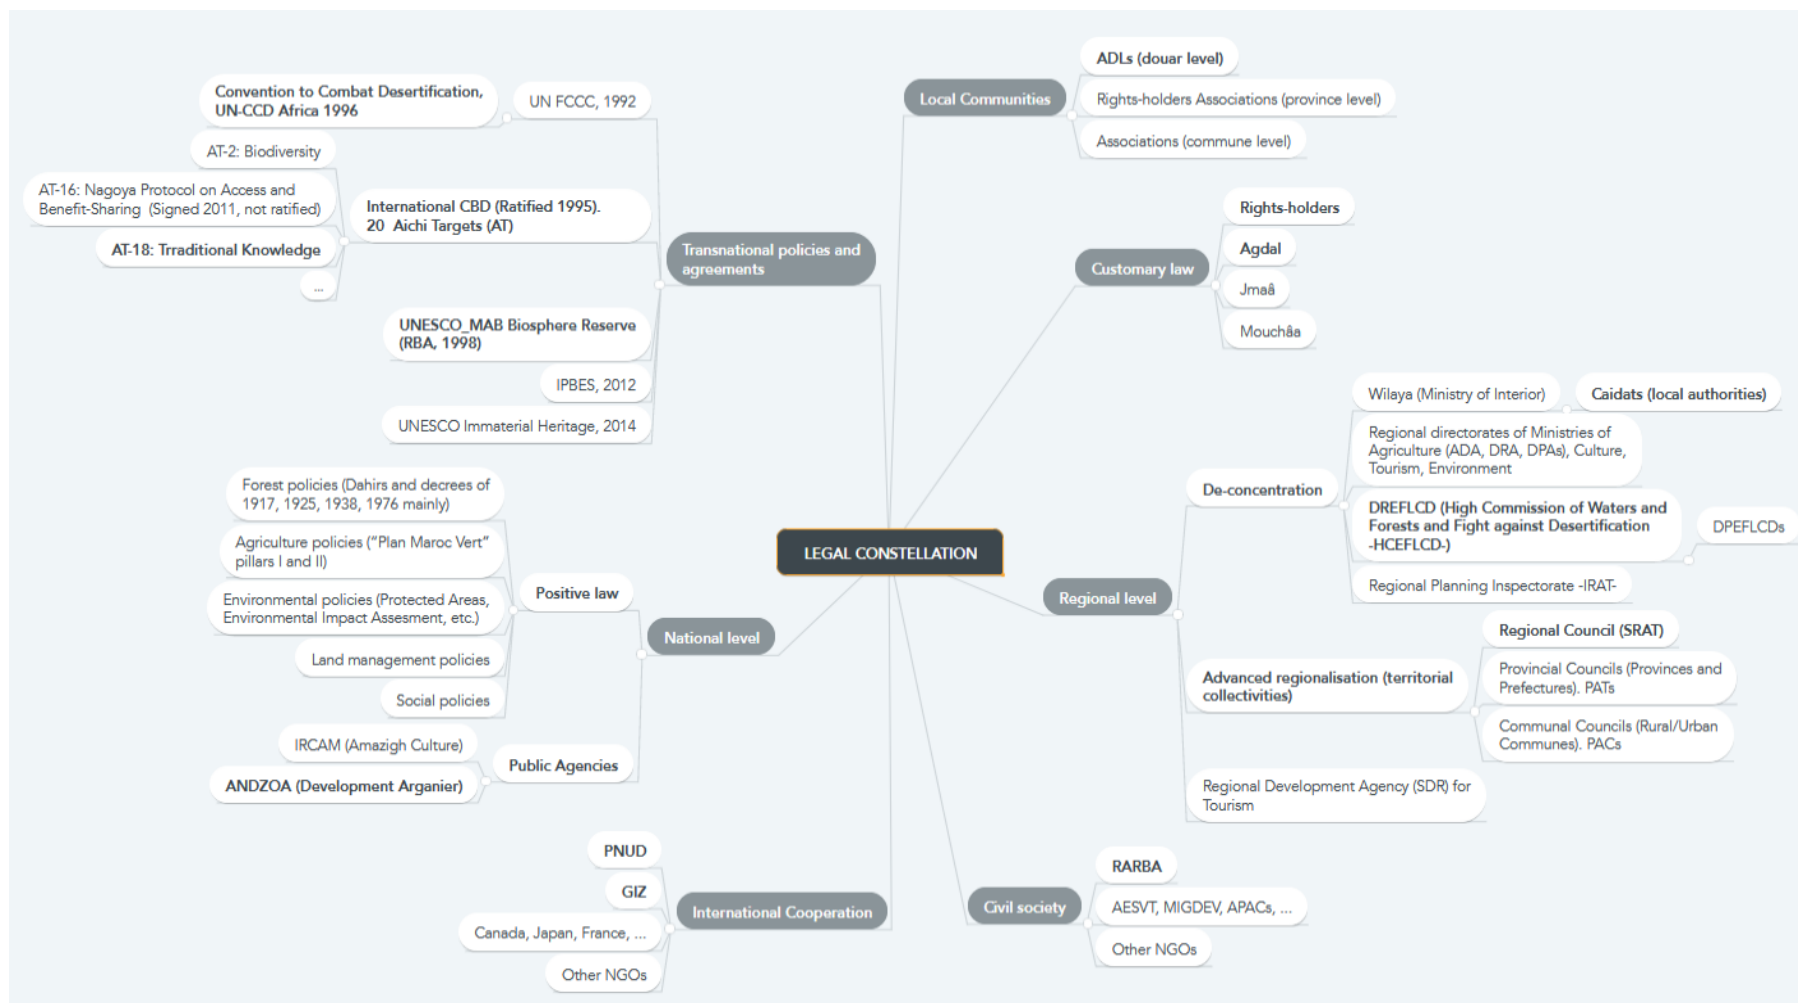 LEGAL CONSTELLATION
Transnational policies and
agreements
UN FCCC, 1992
Convention to Combat Desertification,
UN-CCD Africa 1996
International CBD (Ratified 1995).
20 Aichi Targets (AT)
AT-2: Biodiversity
AT-16: Nagoya Protocol on Access and
Benefit-Sharing (Signed 2011, not ratified)
AT-18: Trraditional Knowledge
...
UNESCO_MAB Biosphere Reserve
(RBA, 1998)
IPBES, 2012
UNESCO Immaterial Heritage, 2014
National level
Positive law
Forest policies (Dahirs and decrees of
1917, 1925, 1938, 1976 mainly)
Agriculture policies (“Plan Maroc Vert”
pillars I and II)
Environmental policies (Protected Areas,
Environmental Impact Assesment, etc.)
Land management policies
Social policies
Public Agencies
IRCAM (Amazigh Culture)
ANDZOA (Development Arganier)
International Cooperation
PNUD
GIZ
Canada, Japan, France, ...
Other NGOs
Local Communities
ADLs (douar level)
Rights-holders Associations (province level)
Associations (commune level)
Customary law
Rights-holders
Agdal
Jmaâ
Mouchâa
Regional level
De-concentration
Wilaya (Ministry of Interior)
Caidats (local authorities)
Regional directorates of Ministries of
Agriculture (ADA, DRA, DPAs), Culture,
Tourism, Environment
DREFLCD (High Commission of Waters and
Forests and Fight against Desertification
-HCEFLCD-)
DPEFLCDs
Regional Planning Inspectorate -IRAT-
Advanced regionalisation (territorial
collectivities)
Regional Council (SRAT)
Provincial Councils (Provinces and
Prefectures). PATs
Communal Councils (Rural/Urban
Communes). PACs
Regional Development Agency (SDR) for
Tourism
Civil society
RARBA
AESVT, MIGDEV, APACs, ...
Other NGOs